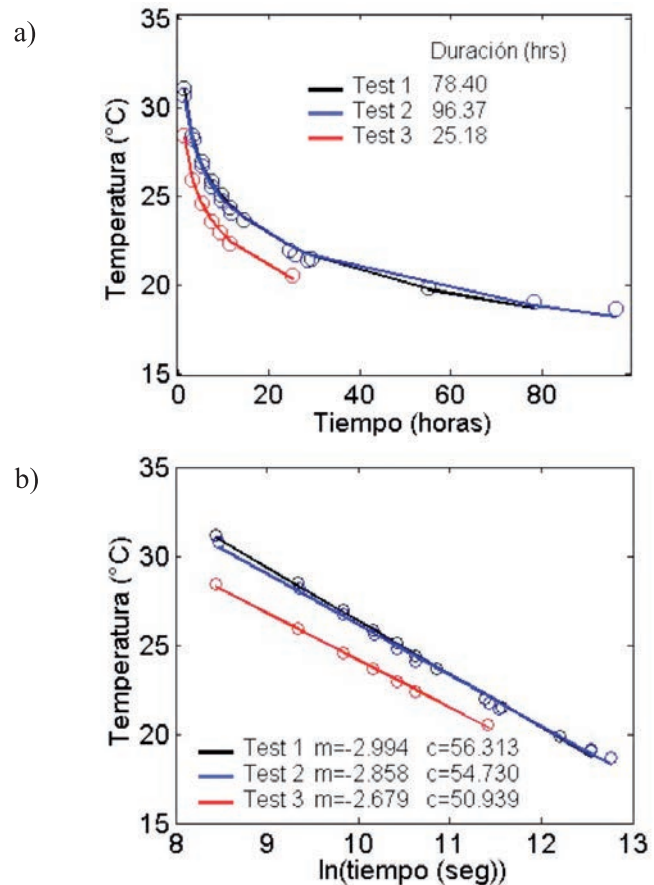 a)
Temperatura (°C)
35
30
25
20
15
Duración (hrs)
Test 1 78.40
Test 2 96.37
Test 3 25.18
0 20 40 60 80
Tiempo (horas)
b)
Temperatura (°C)
35
30
25
20
15
Test 1 m=-2.994 c=56.313
Test 2 m=-2.858 c=54.730
Test 3 m=-2.679 c=50.939
8 9 10 11 12 13
ln(tiempo (seg))